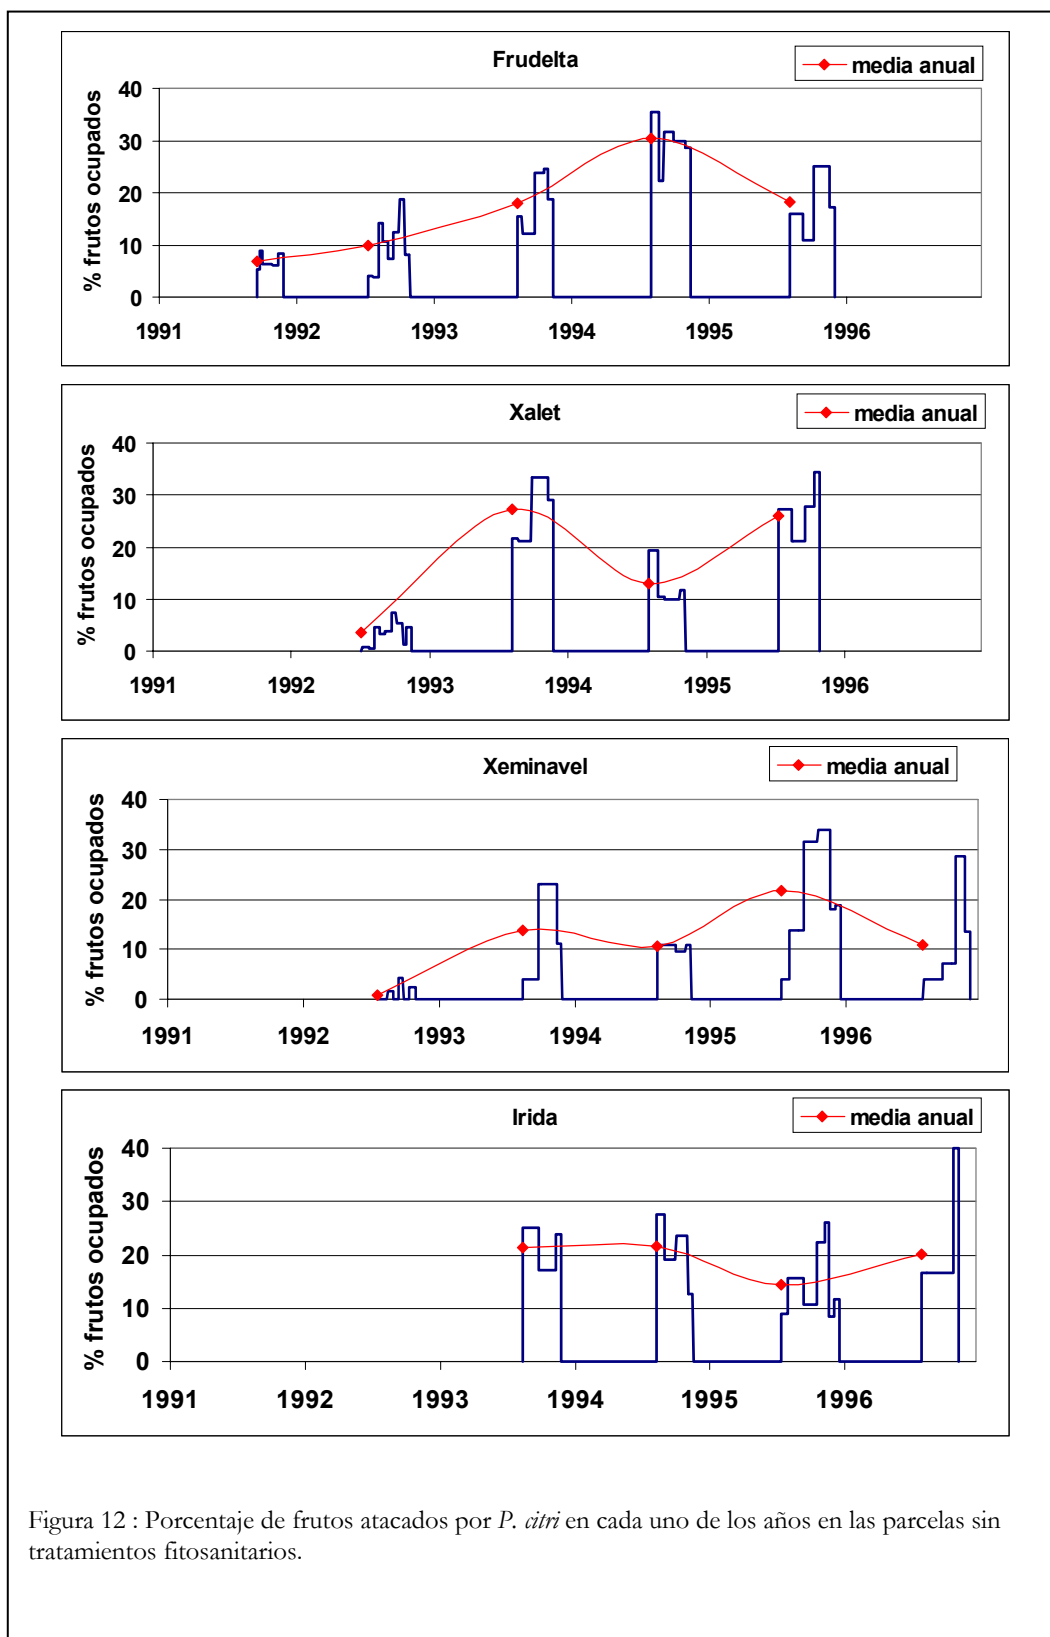 Frudelta
media anual
% frutos ocupados
40
30
20
10
0
1991 1992 1993 1994 1995 1996
Xalet
media anual
% frutos ocupados
40
30
20
10
0
1991 1992 1993 1994 1995 1996
Xeminavel
media anual
% frutos ocupados
40
30
20
10
0
1991 1992 1993 1994 1995 1996
Irida
media anual
% frutos ocupados
40
30
20
10
0
1991 1992 1993 1994 1995 1996
Figura 12 : Porcentaje de frutos atacados por P. citri en cada uno de los años en las parcelas sin
tratamientos fitosanitarios.